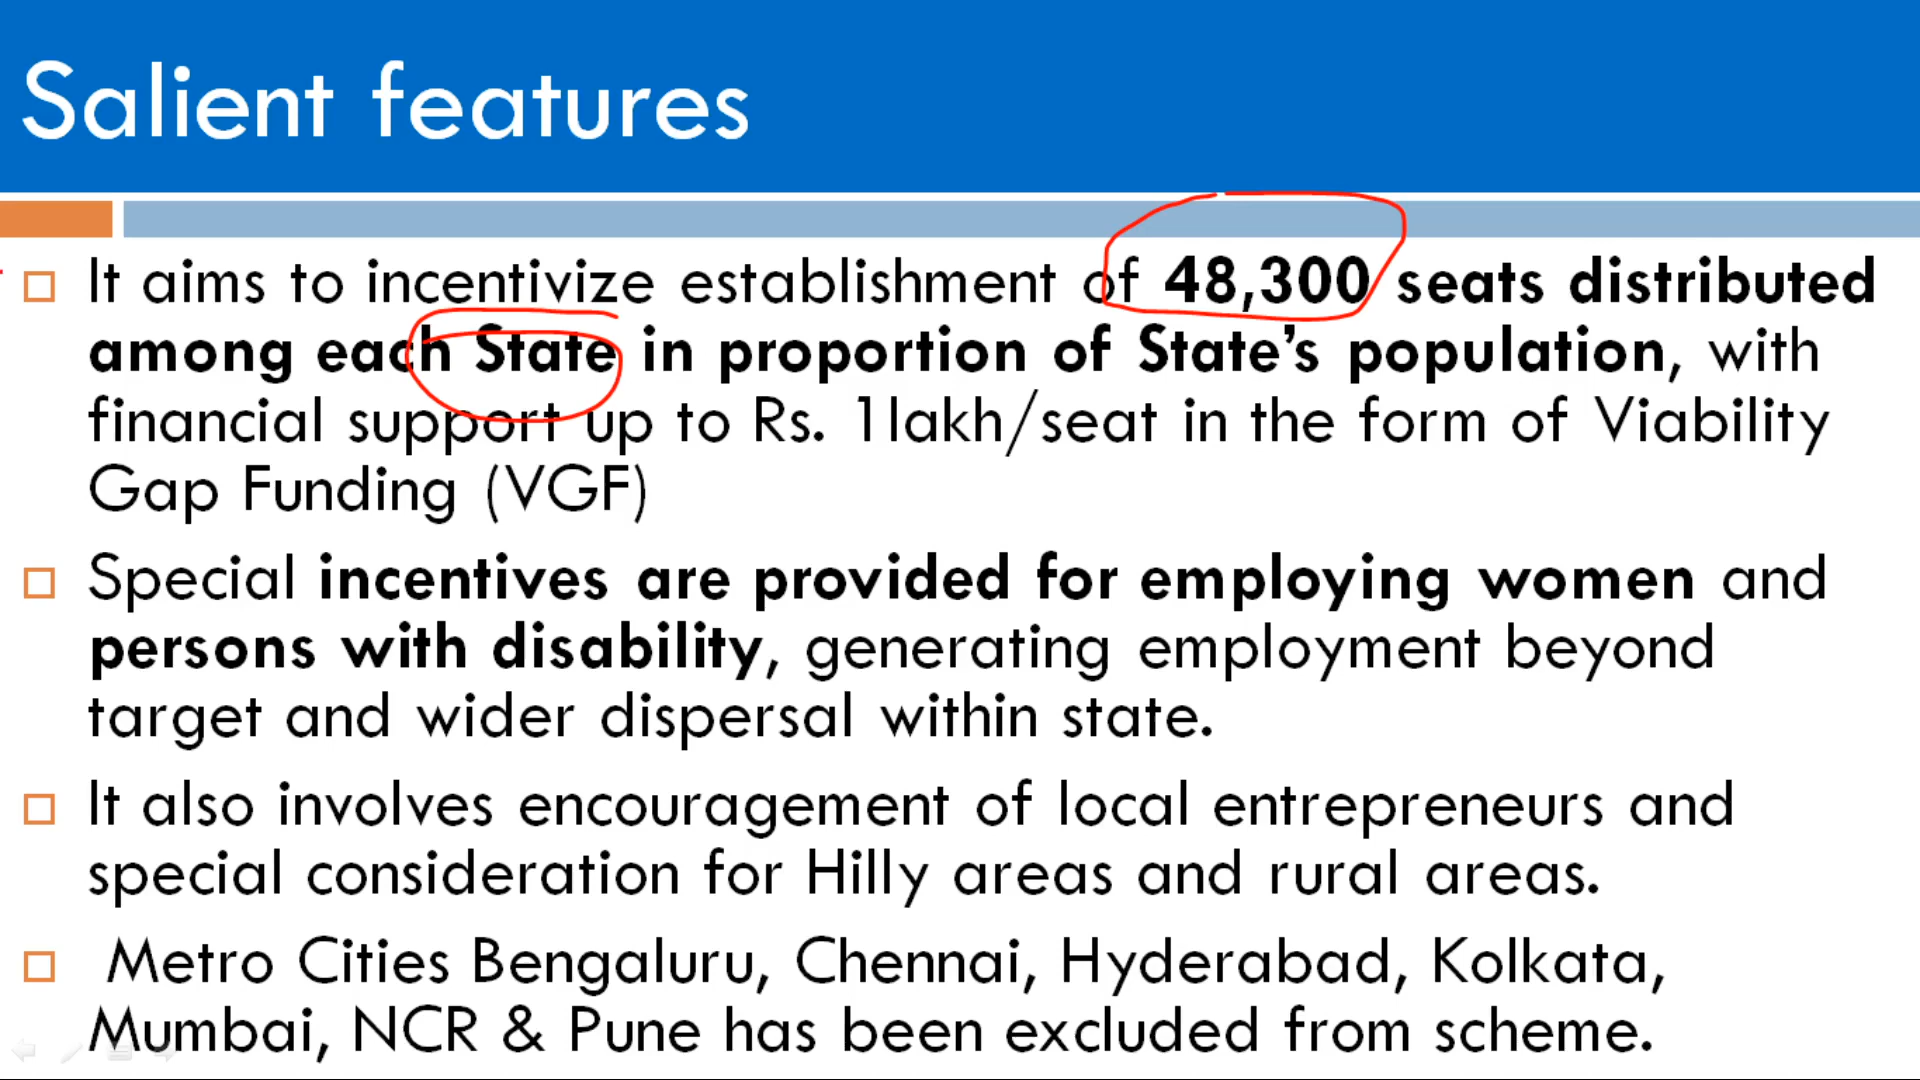 Salient features
It aims to incentivize establishment of 48,300 seats distributed
among each State in proportion of State’s population, with
financial support up to Rs. 1lakh/seat in the form of Viability
Gap Funding (VGF)
Special incentives are provided for employing women and
persons with disability, generating employment beyond
target and wider dispersal within state.
It also involves encouragement of local entrepreneurs and
special consideration for Hilly areas and rural areas.
Metro Cities Bengaluru, Chennai, Hyderabad, Kolkata,
Mumbai, NCR & Pune has been excluded from scheme.